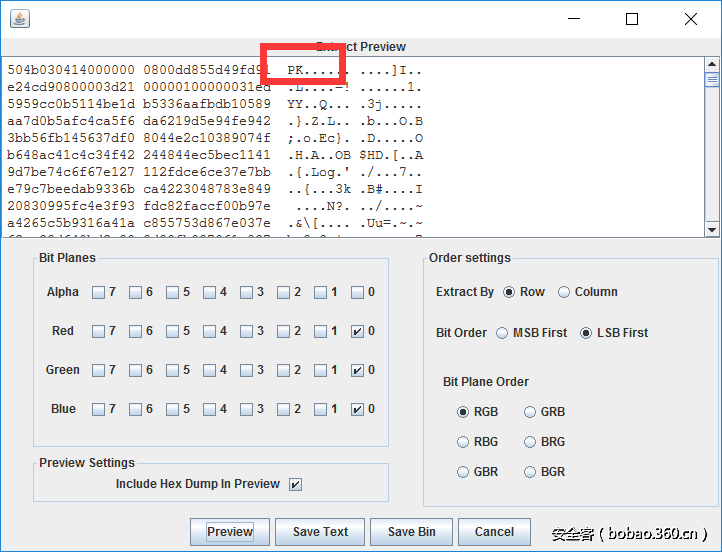 Extract Preview
504b030414000000 0800dd855d49fd91 PK...... ....]I..
e24cd90800003d21 00000100000031ed .L....=! ......1.
5959cc0b5114be1d b5336aafbdb10589 YY..Q... .3j.....
aa7d0b5afc4ca5f6 da6219d5e94fe942 .}.Z.L.. .b...O.B
3bb56fb145637df0 8044e2c10389074f ;.o.Ec}. .D.....O
b648ac41c4c34f42 244844ec5bec1141 .H.A..OB $HD.[..A
9d7be74c6f67e127 112fdce6ce37e7bb .{.Log.' ./...7..
e79c7beedab9336b ca4223048783e849 ..{...3k .B#....I
20830995fc4e3f93 fdc82faccf00b97e ....N?. ../....~
a4265c5b9316a41a c855753d867e037e .&\[.... .Uu=.~.~
Bit Planes
Alpha 7 6 5 4 3 2 1 0
Red 7 6 5 4 3 2 1 0
Green 7 6 5 4 3 2 1 0
Blue 7 6 5 4 3 2 1 0
Preview Settings
Include Hex Dump In Preview
Order settings
Extract By Row Column
Bit Order MSB First LSB First
Bit Plane Order
RGB GRB
RBG BRG
GBR BGR
Preview Save Text Save Bin Cancel
安全客（bobao.360.cn）